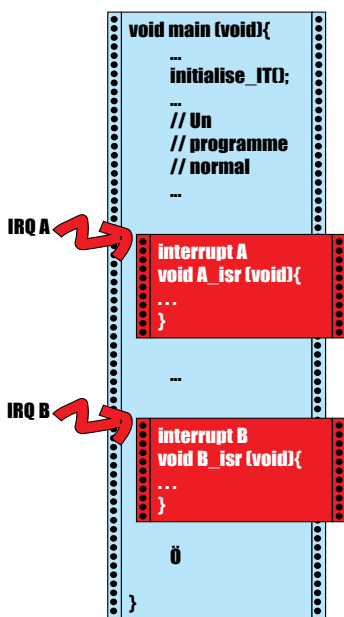 void main (void){
...
initialise_IT();
...
// Un
// programme
// normal
...
IRQ A
interrupt A
void A_isr (void){
. . .
}
...
IRQ B
interrupt B
void B_isr (void){
. . .
}
Ö
}